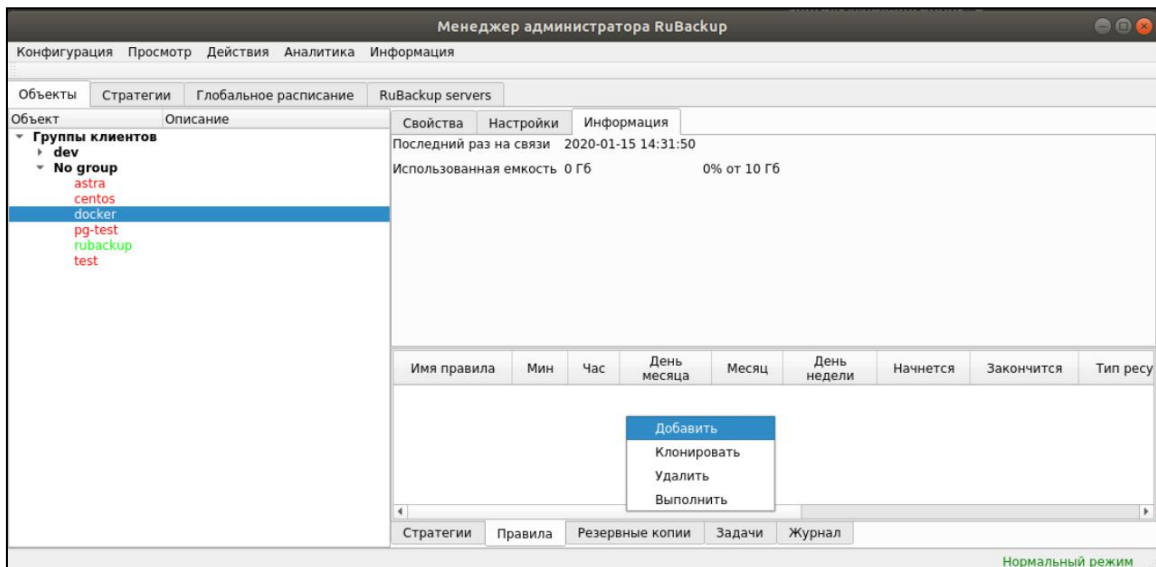 Менеджер администратора RuBackup
Конфигурация Просмотр Действия Аналитика Информация
Объекты Стратегии Глобальное расписание RuBackup servers
Объект Описание
Группы клиентов
dev
No group
astra
centos
docker
pg-test
rubackup
test
Свойства Настройки Информация
Последний раз на связи 2020-01-15 14:31:50
Использованная емкость 0 Гб 0% от 10 Гб
Имя правила Мин Час День месяца Месяц День недели Начнется Закончится Тип ресу
Добавить
Клонировать
Удалить
Выполнить
Стратегии Правила Резервные копии Задачи Журнал
Нормальный режим